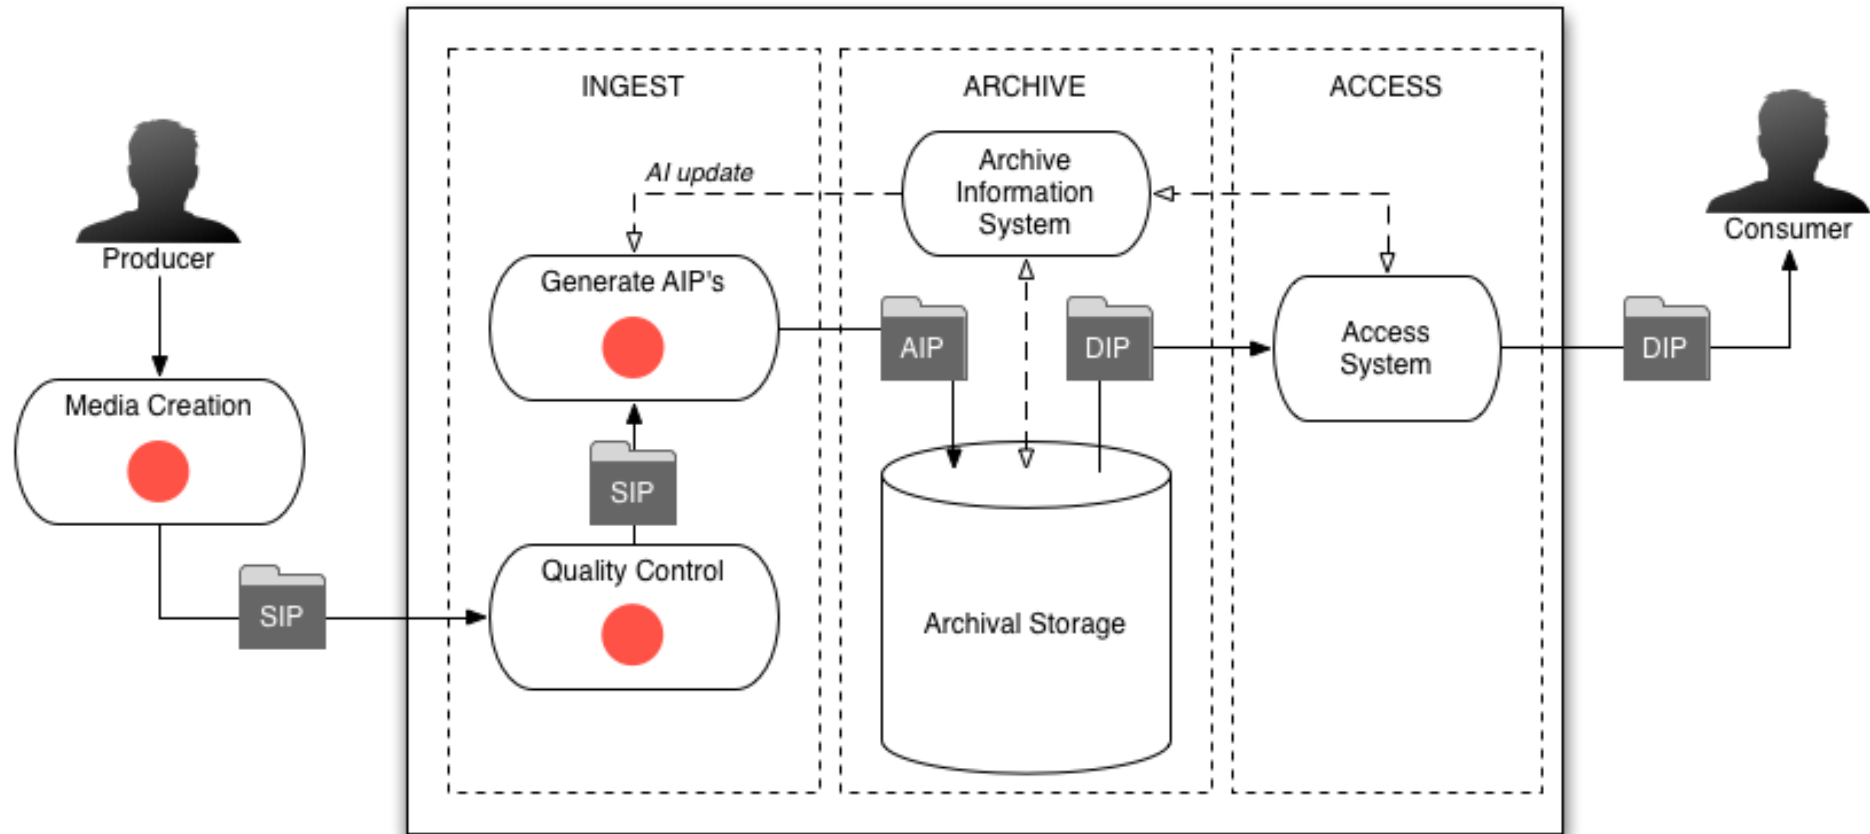 INGEST
ARCHIVE
ACCESS
Producer
Media Creation
SIP
AI update
Generate AIP's
SIP
Quality Control
Archive
Information
System
AIP
DIP
Archival Storage
Access
System
DIP
Consumer